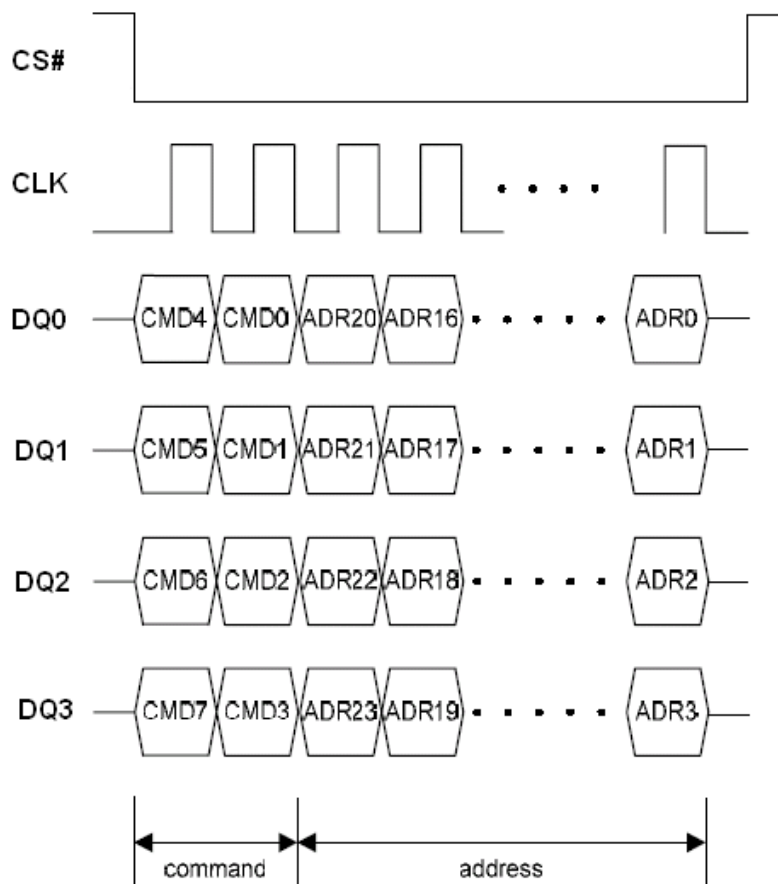 CS#
CLK
DQ0 CMD4 CMD0 ADR20 ADR16 ADR0
DQ1 CMD5 CMD1 ADR21 ADR17 ADR1
DQ2 CMD6 CMD2 ADR22 ADR18 ADR2
DQ3 CMD7 CMD3 ADR23 ADR19 ADR3
command address